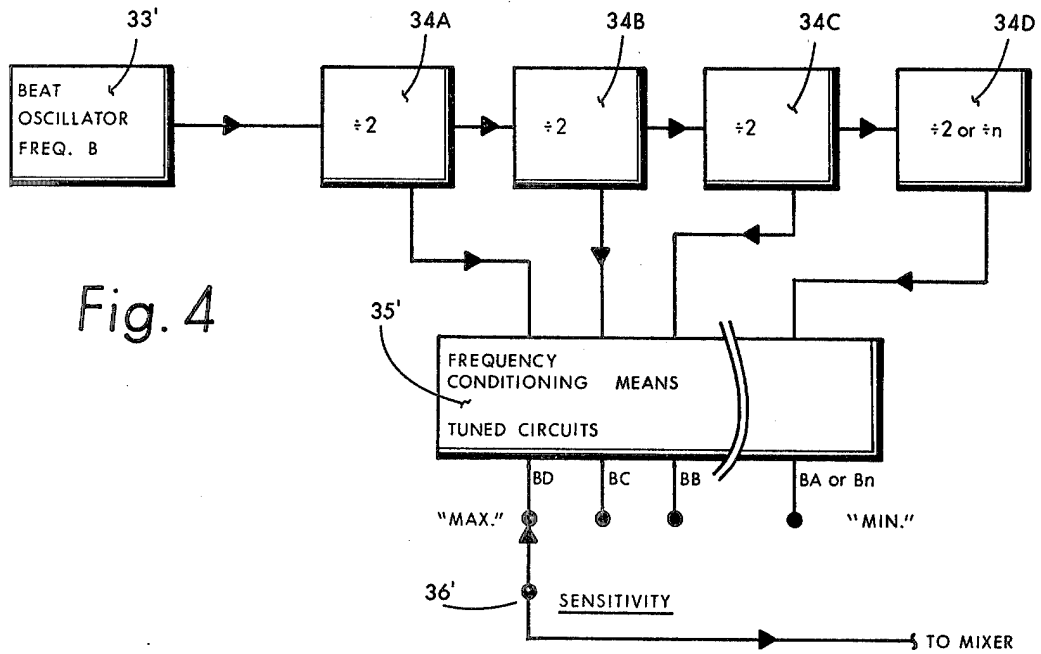 33'
34A
34B
34C
34D
BEAT
OSCILLATOR
FREQ. B
÷2
÷2
÷2
÷2 or ÷n
Fig. 4
35'
FREQUENCY
CONDITIONING MEANS
TUNED CIRCUITS
BD
BC
BB
BA or Bn
"MAX."
"MIN."
36'
SENSITIVITY
TO MIXER